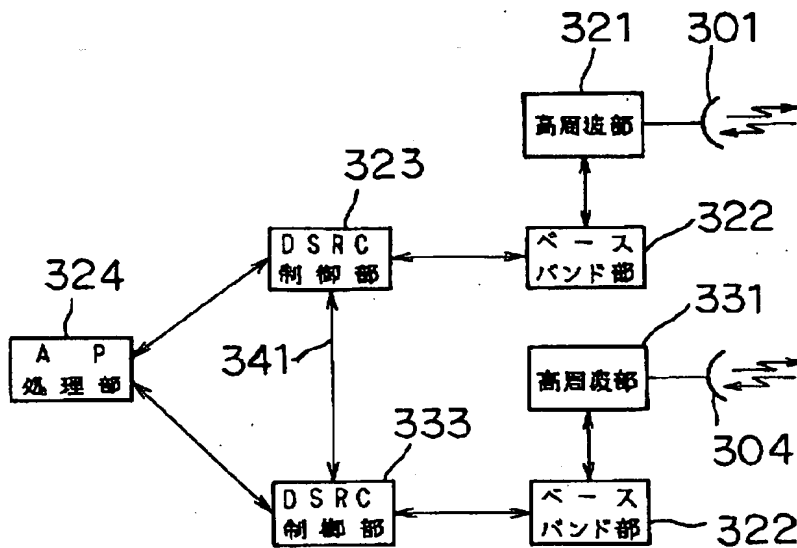 321
301
高周波部
323
322
DSRC
制御部
ベース
バンド部
324
331
AP
処理部
341
高周波部
333
304
DSRC
制御部
ベース
バンド部
322